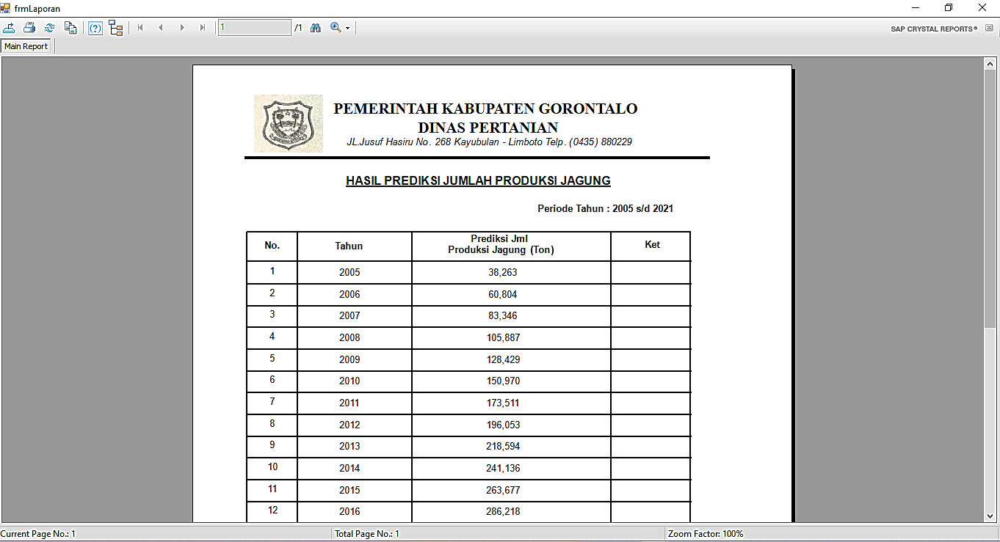 frmLaporan
1 /1
SAP CRYSTAL REPORTS®
Main Report
PEMERINTAH KABUPATEN GORONTALO
DINAS PERTANIAN
JL.Jusuf Hasiru No. 268 Kayubulan - Limboto Telp. (0435) 880229
HASIL PREDIKSI JUMLAH PRODUKSI JAGUNG
Periode Tahun : 2005 s/d 2021
No. Tahun Prediksi Jml Produksi Jagung (Ton) Ket
1 2005 38,263
2 2006 60,804
3 2007 83,346
4 2008 105,887
5 2009 128,429
6 2010 150,970
7 2011 173,511
8 2012 196,053
9 2013 218,594
10 2014 241,136
11 2015 263,677
12 2016 286,218
Current Page No.: 1 Total Page No.: 1 Zoom Factor: 100%